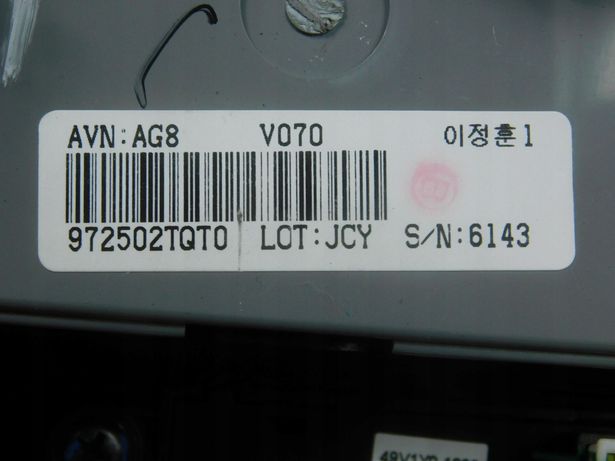 AVN:AG8 V070 이정훈1
972502TQT0 LOT:JCY S/N:6143